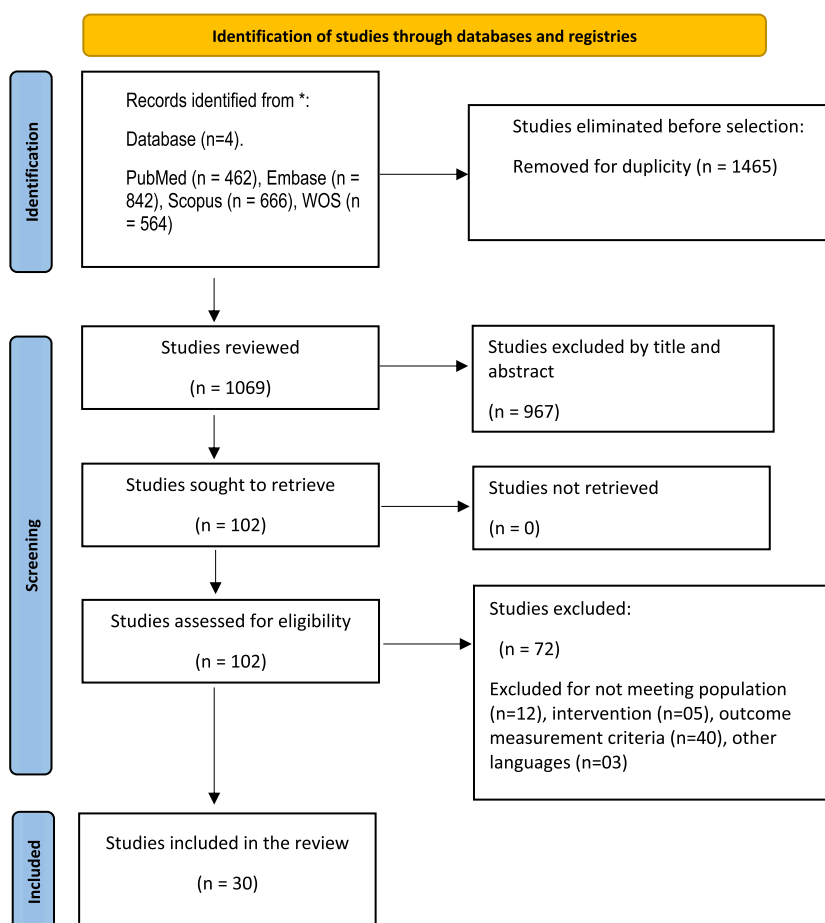 Identification of studies through databases and registries
Identification
Records identified from *:
Database (n=4).
PubMed (n = 462), Embase (n =
842), Scopus (n = 666), WOS (n
= 564)
Studies eliminated before selection:
Removed for duplicity (n = 1465)
Screening
Studies reviewed
(n = 1069)
Studies excluded by title and
abstract
(n = 967)
Studies sought to retrieve
(n = 102)
Studies not retrieved
(n = 0)
Studies assessed for eligibility
(n = 102)
Studies excluded:
(n = 72)
Excluded for not meeting population
(n=12), intervention (n=05), outcome
measurement criteria (n=40), other
languages (n=03)
Included
Studies included in the review
(n = 30)